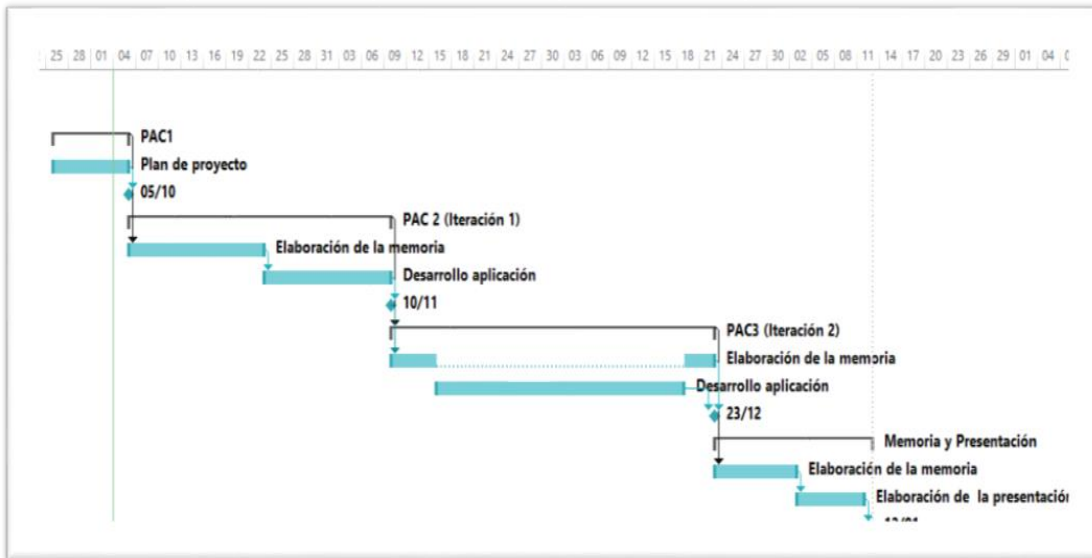 25 28 01 04 07 10 13 16 19 22 25 28 31 03 06 09 12 15 18 21 24 27 30 03 06 09 12 15 18 21 24 27 30 02 05 08 11 14 17 20 23 26 29 01 04
PAC1
Plan de proyecto
05/10
PAC 2 (Iteración 1)
Elaboración de la memoria
Desarrollo aplicación
10/11
PAC3 (Iteración 2)
Elaboración de la memoria
Desarrollo aplicación
23/12
Memoria y Presentación
Elaboración de la memoria
Elaboración de la presentación